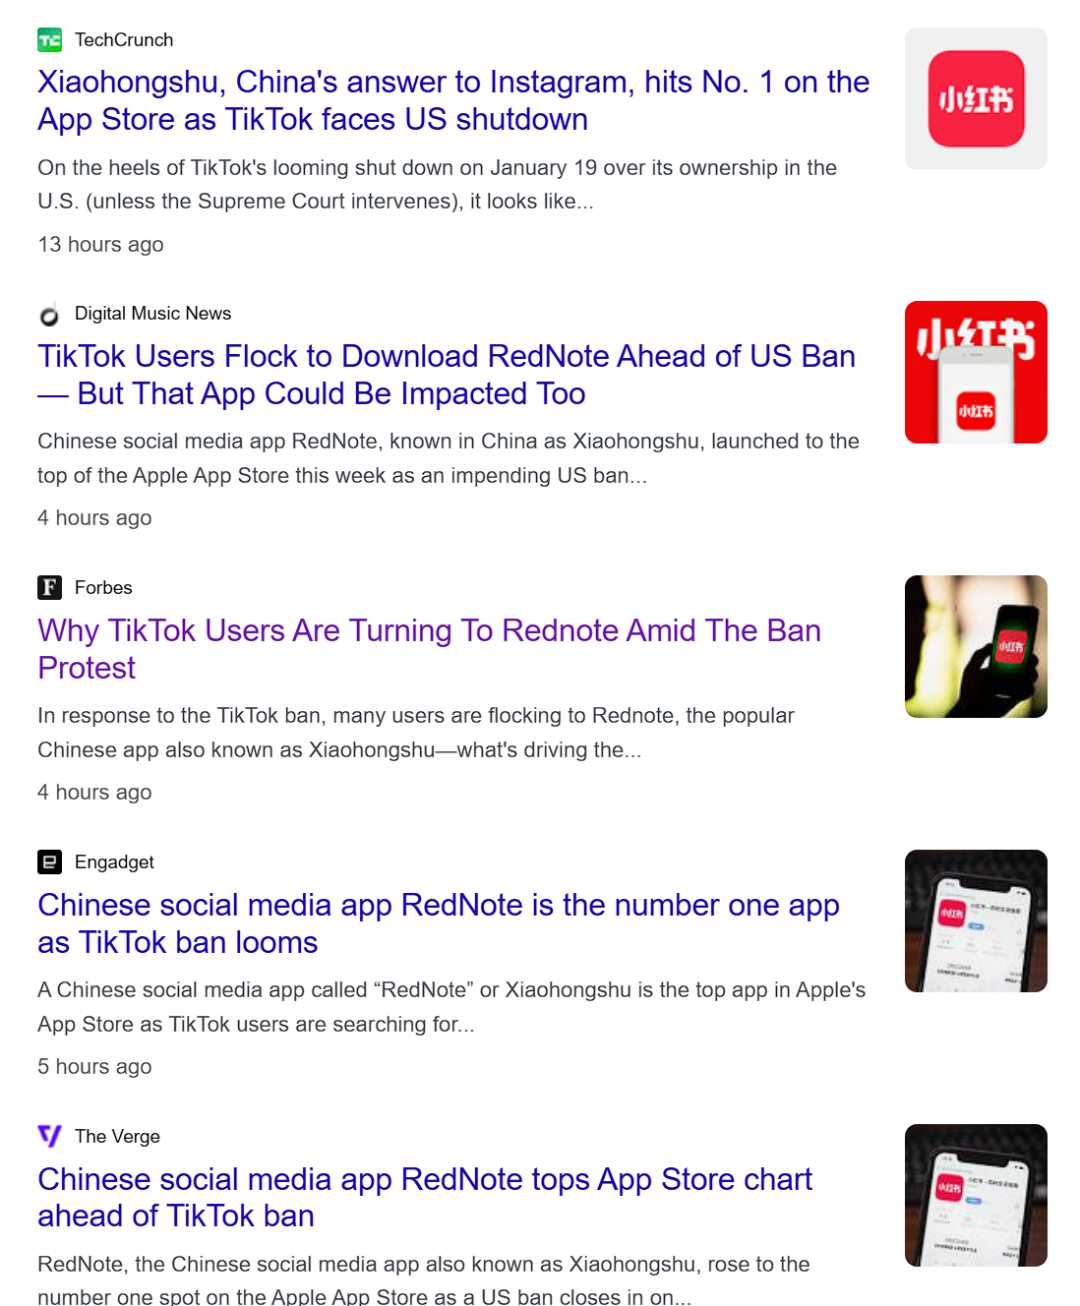 TechCrunch
Xiaohongshu, China's answer to Instagram, hits No. 1 on the
App Store as TikTok faces US shutdown
On the heels of TikTok's looming shut down on January 19 over its ownership in the
U.S. (unless the Supreme Court intervenes), it looks like...
13 hours ago
小红书
Digital Music News
TikTok Users Flock to Download RedNote Ahead of US Ban
— But That App Could Be Impacted Too
Chinese social media app RedNote, known in China as Xiaohongshu, launched to the
top of the Apple App Store this week as an impending US ban...
4 hours ago
小红书
小红书
Forbes
Why TikTok Users Are Turning To Rednote Amid The Ban
Protest
In response to the TikTok ban, many users are flocking to Rednote, the popular
Chinese app also known as Xiaohongshu—what's driving the...
4 hours ago
小红书
Engadget
Chinese social media app RedNote is the number one app
as TikTok ban looms
A Chinese social media app called “RedNote” or Xiaohongshu is the top app in Apple's
App Store as TikTok users are searching for...
5 hours ago
小红书
The Verge
Chinese social media app RedNote tops App Store chart
ahead of TikTok ban
RedNote, the Chinese social media app also known as Xiaohongshu, rose to the
number one spot on the Apple App Store as a US ban closes in on...
小红书